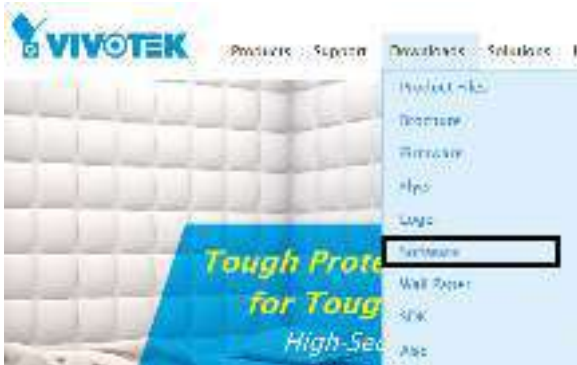 VIVOTEK
Products Support Downloads Solutions
Product Files
Brochure
Firmware
Flyer
Logo
Software
Wall Paper
SDK
Tough Prote
for Toug
High-Sec